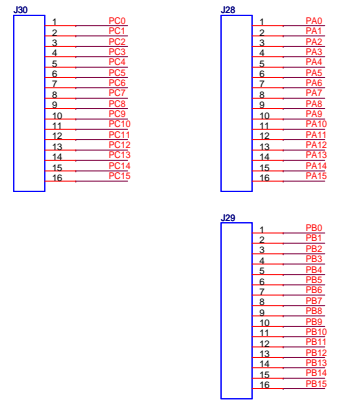 J30
1 PC0
2 PC1
3 PC2
4 PC3
5 PC4
6 PC5
7 PC6
8 PC7
9 PC8
10 PC9
11 PC10
12 PC11
13 PC12
14 PC13
15 PC14
16 PC15
J28
1 PA0
2 PA1
3 PA2
4 PA3
5 PA4
6 PA5
7 PA6
8 PA7
9 PA8
10 PA9
11 PA10
12 PA11
13 PA12
14 PA13
15 PA14
16 PA15
J29
1 PB0
2 PB1
3 PB2
4 PB3
5 PB4
6 PB5
7 PB6
8 PB7
9 PB8
10 PB9
11 PB10
12 PB11
13 PB12
14 PB13
15 PB14
16 PB15